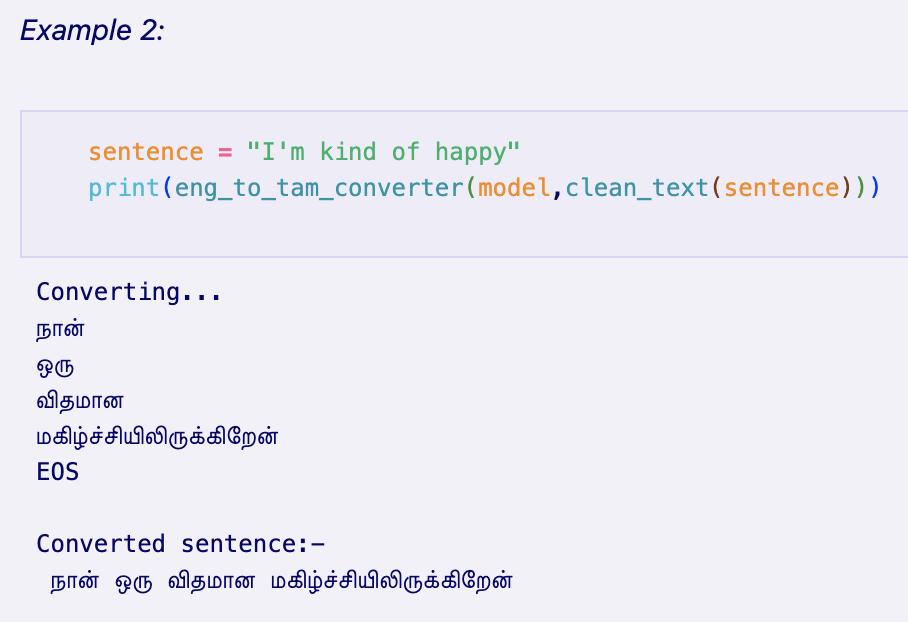 Example 2:
sentence = "I'm kind of happy"
print(eng_to_tam_converter(model,clean_text(sentence)))
Converting...
நான்
ஒரு
விதமான
மகிழ்ச்சியிலிருக்கிறேன்
EOS
Converted sentence:-
நான் ஒரு விதமான மகிழ்ச்சியிலிருக்கிறேன்